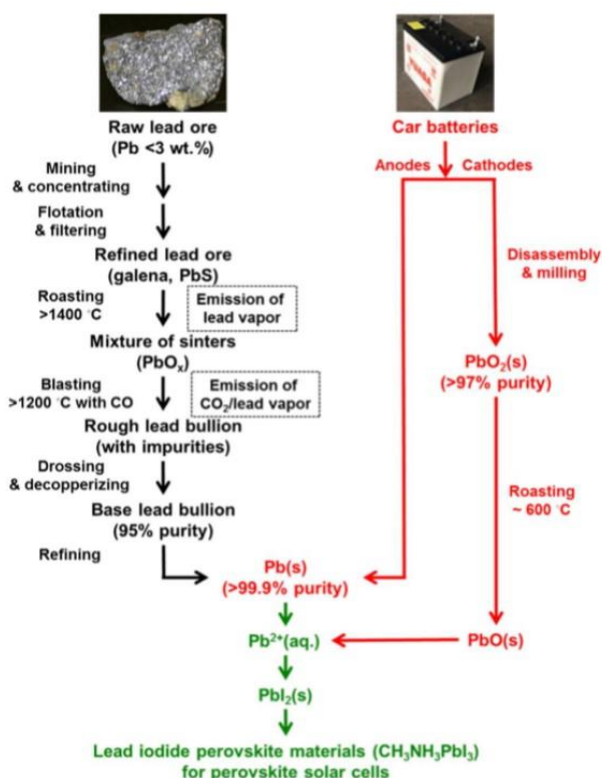 Raw lead ore
(Pb <3 wt.%)
Mining
& concentrating
Flotation
& filtering
Refined lead ore
(galena, PbS)
Roasting
>1400 °C
Emission of
lead vapor
Mixture of sinters
(PbOₓ)
Blasting
>1200 °C with CO
Emission of
CO₂/lead vapor
Rough lead bullion
(with impurities)
Drossing
& decopperizing
Base lead bullion
(95% purity)
Refining
Car batteries
Anodes
Cathodes
Disassembly
& milling
PbO₂(s)
(>97% purity)
Roasting
~ 600 °C
PbO(s)
Pb(s)
(>99.9% purity)
Pb²⁺(aq.)
PbI₂(s)
Lead iodide perovskite materials (CH₃NH₃PbI₃)
for perovskite solar cells